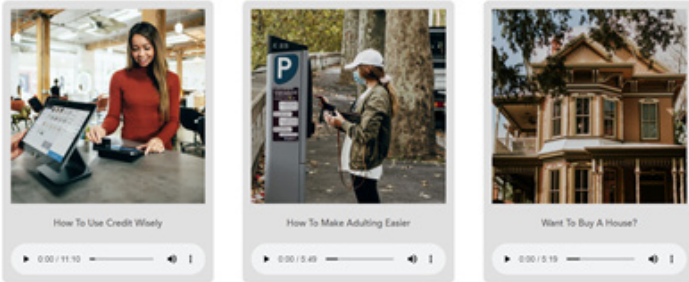 P
How To Use Credit Wisely
How To Make Adulting Easier
Want To Buy A House?
0:00 / 11:10
0:00 / 5:49
0:00 / 5:19